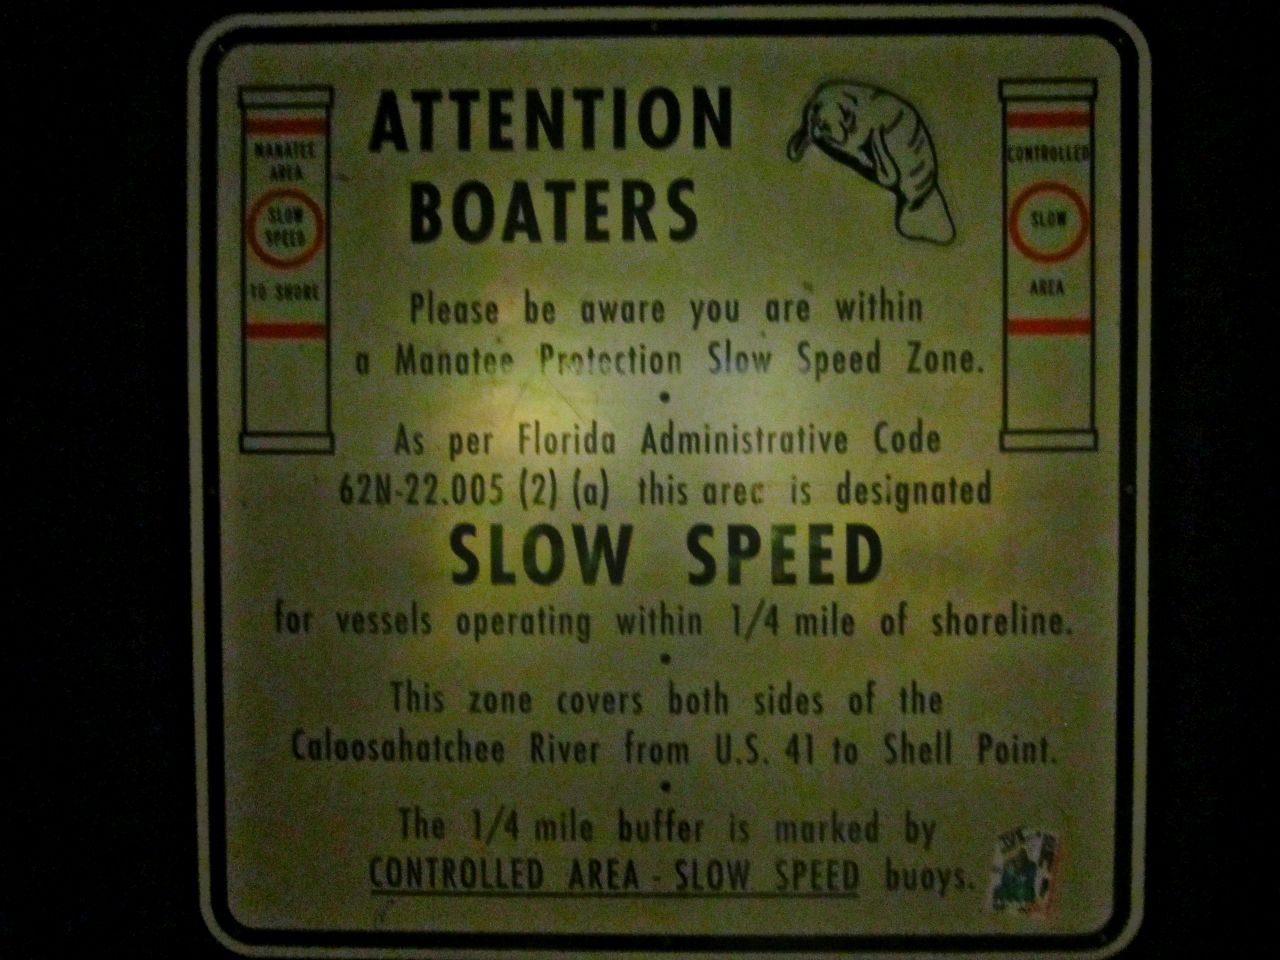 ATTENTION
BOATERS
MANATEE
AREA
SLOW
SPEED
TO SHORE
CONTROLLED
SLOW
AREA
Please be aware you are within
a Manatee Protection Slow Speed Zone.
•
As per Florida Administrative Code
62N-22.005 (2) (a) this area is designated
SLOW SPEED
for vessels operating within 1/4 mile of shoreline.
•
This zone covers both sides of the
Caloosahatchee River from U.S. 41 to Shell Point.
•
The 1/4 mile buffer is marked by
CONTROLLED AREA - SLOW SPEED buoys.